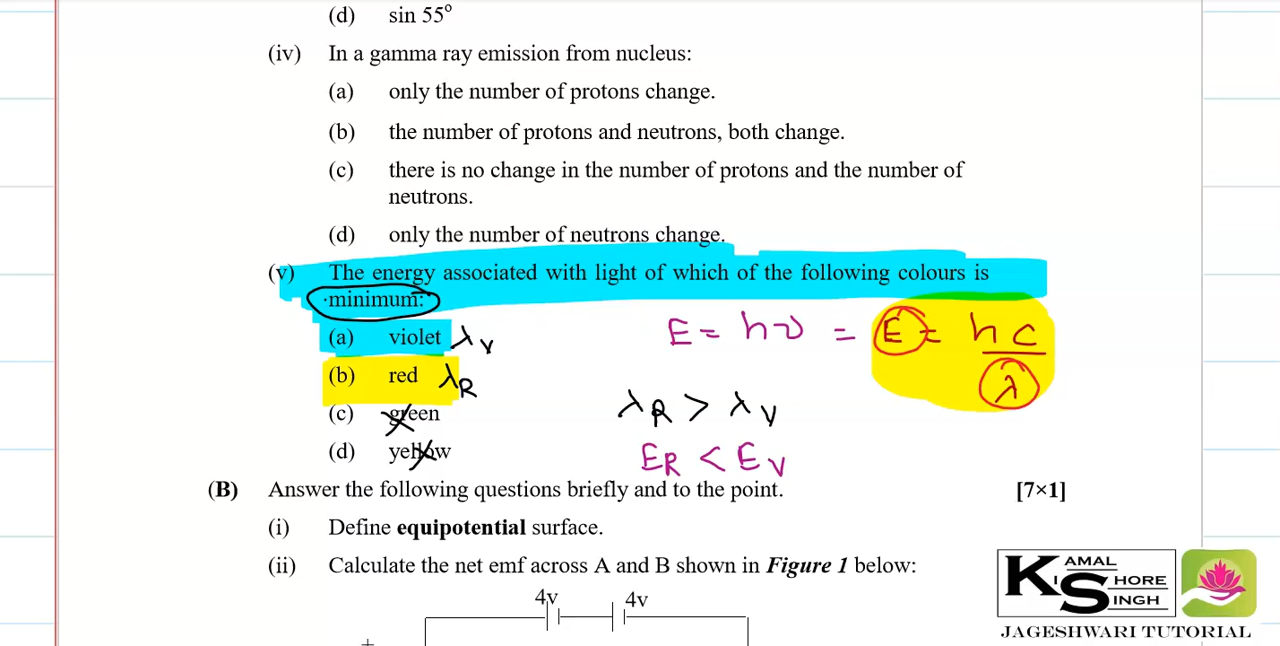 (d) sin 55°
(iv) In a gamma ray emission from nucleus:
(a) only the number of protons change.
(b) the number of protons and neutrons, both change.
(c) there is no change in the number of protons and the number of
neutrons.
(d) only the number of neutrons change.
(v) The energy associated with light of which of the following colours is
minimum:
(a) violet λV
E = hν = E = hc/λ
(b) red λR
(c) green
λR > λV
(d) yellow
ER < EV
(B) Answer the following questions briefly and to the point. [7×1]
(i) Define equipotential surface.
(ii) Calculate the net emf across A and B shown in Figure 1 below:
4v 4v
+
KAMAL
KISHORE
SINGH
JAGESHWARI TUTORIAL